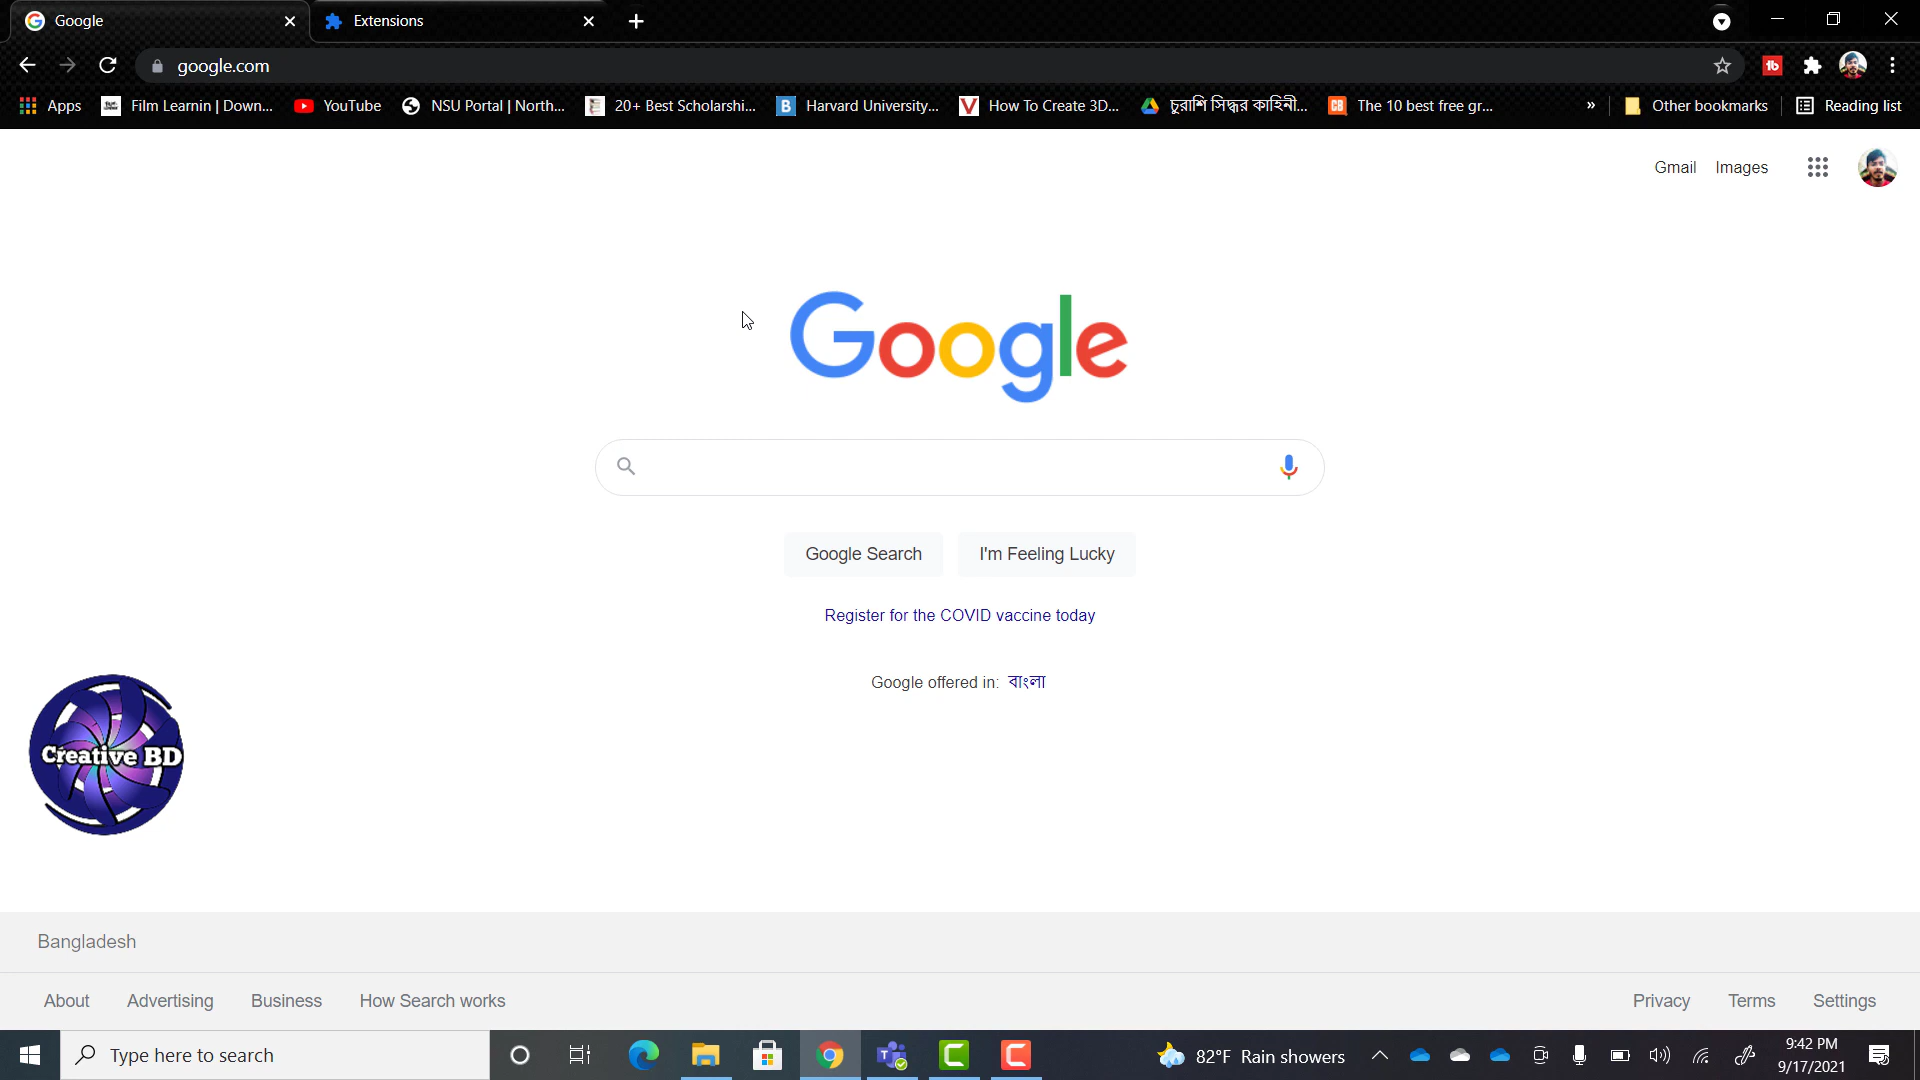 Google
Extensions
google.com
Apps
Film Learnin | Down...
YouTube
NSU Portal | North...
20+ Best Scholarshi...
B
Harvard University...
How To Create 3D...
চুরাশি সিদ্ধর কাহিনী...
CB
The 10 best free gr...
»
Other bookmarks
Reading list
Gmail
Images
Google
Google Search
I'm Feeling Lucky
Register for the COVID vaccine today
Google offered in: বাংলা
Creative BD
Bangladesh
About
Advertising
Business
How Search works
Privacy
Terms
Settings
Type here to search
82°F Rain showers
9:42 PM
9/17/2021